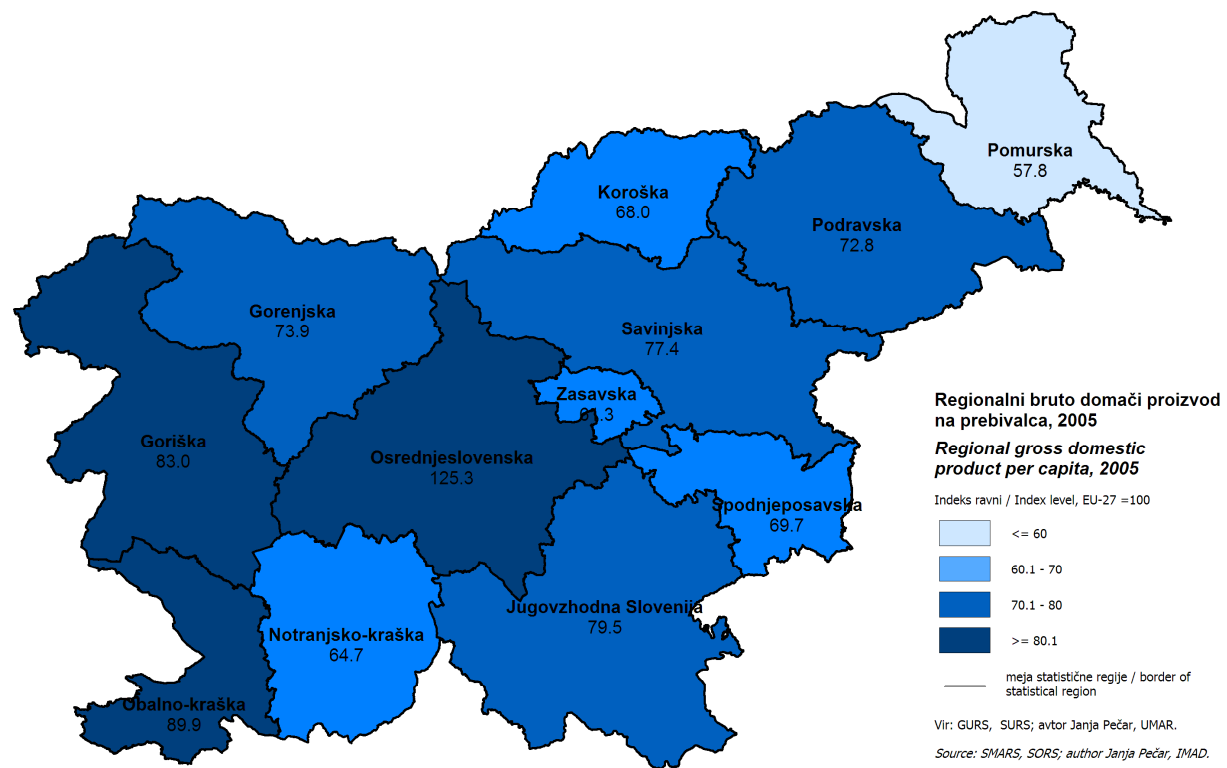 Pomurska
57.8
Koroška
68.0
Podravska
72.8
Gorenjska
73.9
Savinjska
77.4
Zasavska
Goriška
83.0
Osrednjeslovenska
125.3
Spodnjeposavska
69.7
Jugovzhodna Slovenija
79.5
Notranjsko-kraška
64.7
Obalno-kraška
89.9
Regionalni bruto domači proizvod
na prebivalca, 2005
Regional gross domestic
product per capita, 2005
Indeks ravni / Index level, EU-27 =100
<= 60
60.1 - 70
70.1 - 80
>= 80.1
meja statistične regije / border of
statistical region
Vir: GURS, SURS; avtor Janja Pečar, UMAR.
Source: SMARS, SORS; author Janja Pečar, IMAD.